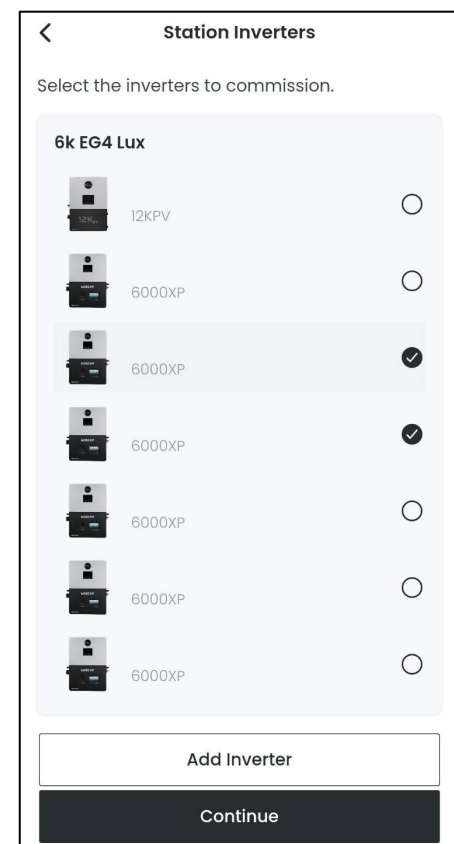 Station Inverters
Select the inverters to commission.
6k EG4 Lux
12KPV
6000XP
6000XP
6000XP
6000XP
6000XP
6000XP
Add Inverter
Continue